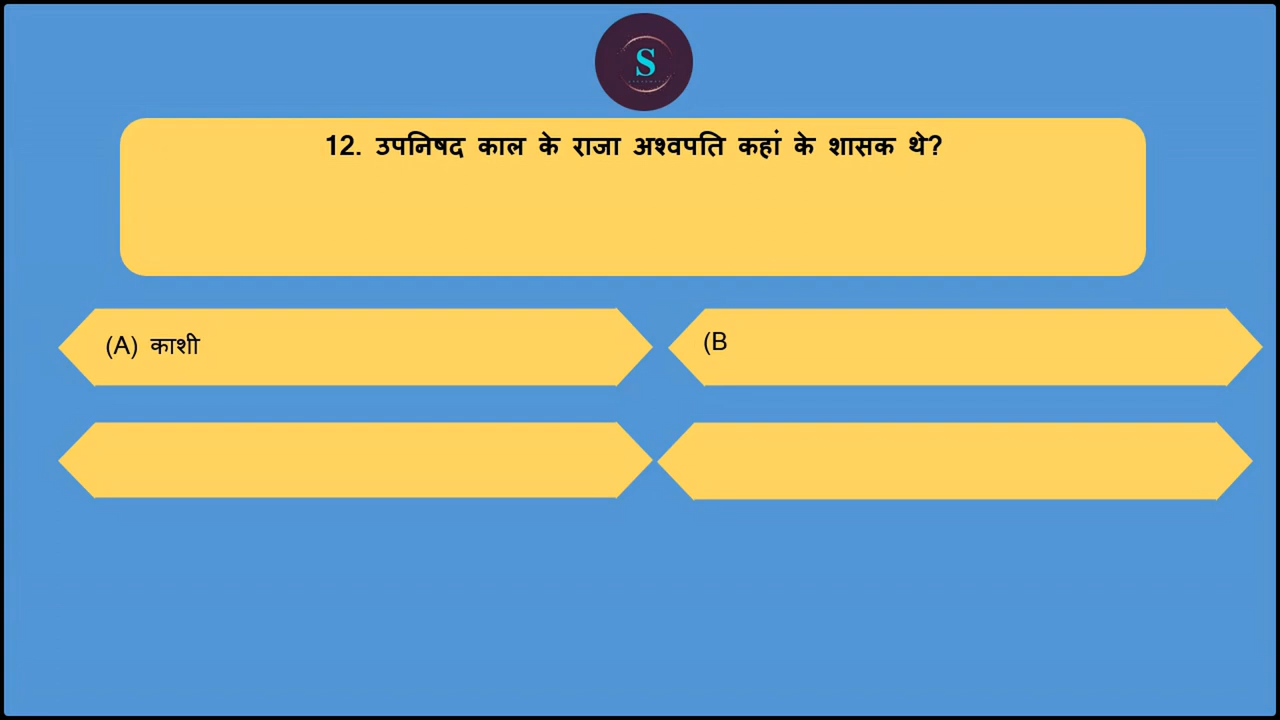 S
12. उपनिषद काल के राजा अश्वपति कहां के शासक थे?
(A) काशी
(B